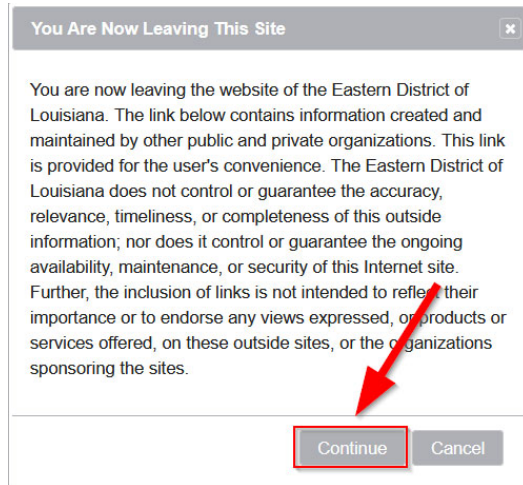 You Are Now Leaving This Site
x
You are now leaving the website of the Eastern District of
Louisiana. The link below contains information created and
maintained by other public and private organizations. This link
is provided for the user's convenience. The Eastern District of
Louisiana does not control or guarantee the accuracy,
relevance, timeliness, or completeness of this outside
information; nor does it control or guarantee the ongoing
availability, maintenance, or security of this Internet site.
Further, the inclusion of links is not intended to reflect their
importance or to endorse any views expressed, or products or
services offered, on these outside sites, or the organizations
sponsoring the sites.
Continue Cancel